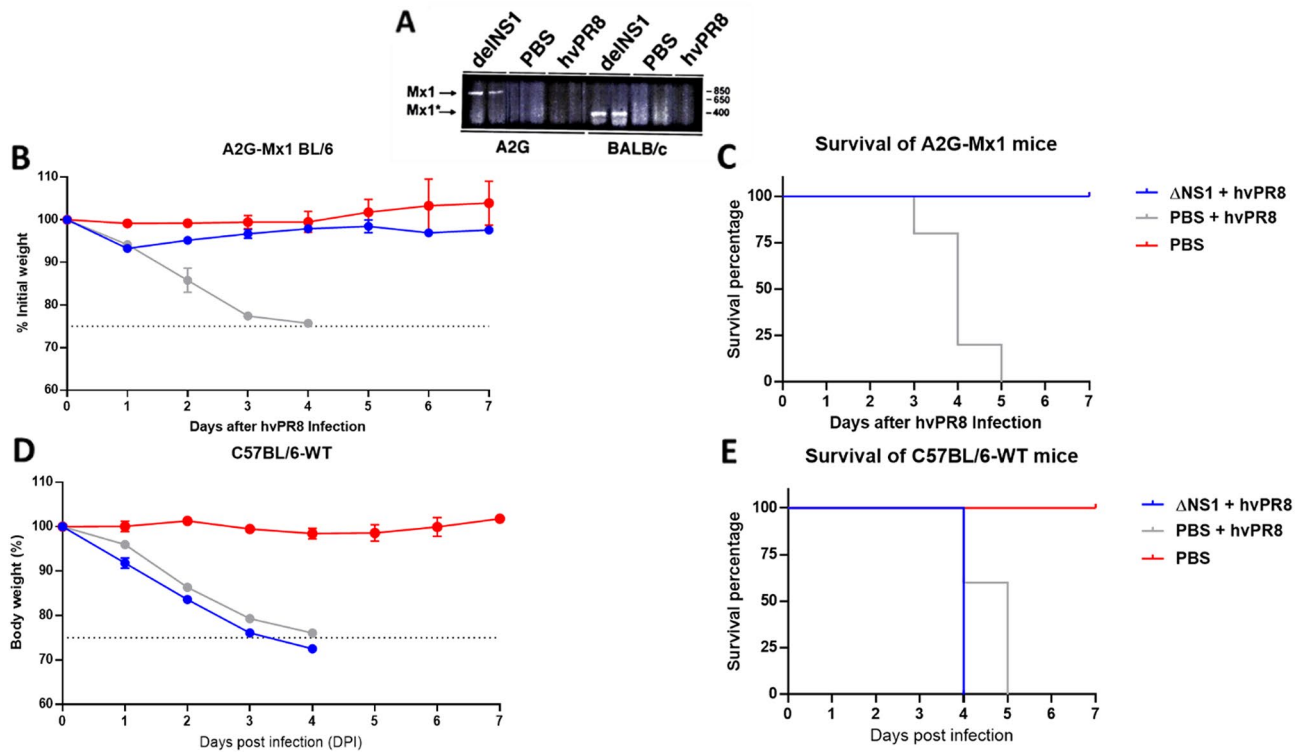 A
delNS1 PBS hvPR8 delNS1 PBS hvPR8
Mx1
Mx1*
850
650
400
A2G BALB/c
B
A2G-Mx1 BL/6
110
100
90
80
70
60
% Initial weight
0 1 2 3 4 5 6 7
Days after hvPR8 Infection
C
Survival of A2G-Mx1 mice
100
75
50
25
0
Survival percentage
0 1 2 3 4 5 6 7
Days after hvPR8 Infection
ΔNS1 + hvPR8
PBS + hvPR8
PBS
D
C57BL/6-WT
110
100
90
80
70
60
Body weight (%)
0 1 2 3 4 5 6 7
Days post infection (DPI)
E
Survival of C57BL/6-WT mice
100
75
50
25
0
Survival percentage
0 1 2 3 4 5 6 7
Days post infection
ΔNS1 + hvPR8
PBS + hvPR8
PBS